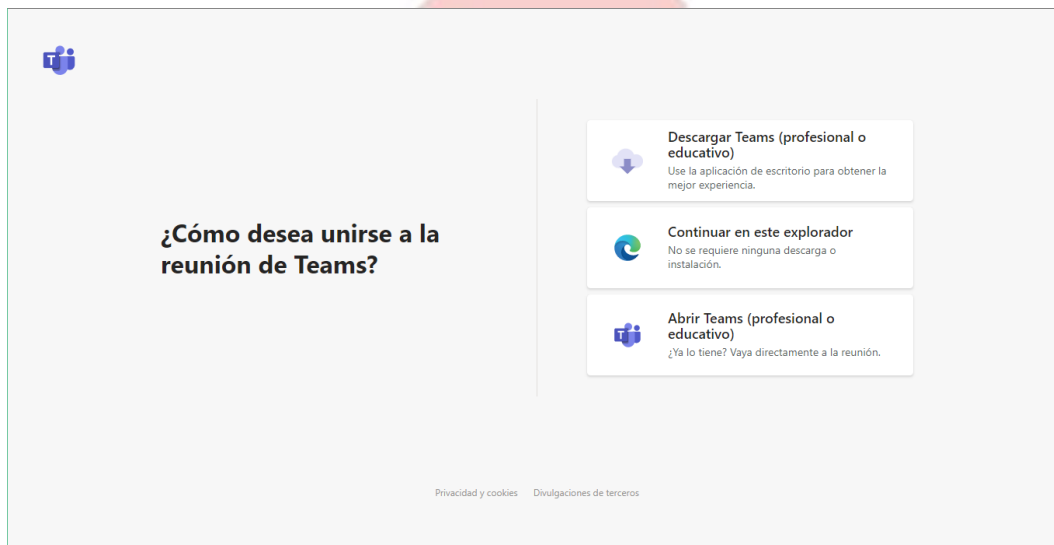 T
¿Cómo desea unirse a la
reunión de Teams?
Descargar Teams (profesional o
educativo)
Use la aplicación de escritorio para obtener la
mejor experiencia.
Continuar en este explorador
No se requiere ninguna descarga o
instalación.
T
Abrir Teams (profesional o
educativo)
¿Ya lo tiene? Vaya directamente a la reunión.
Privacidad y cookies Divulgaciones de terceros